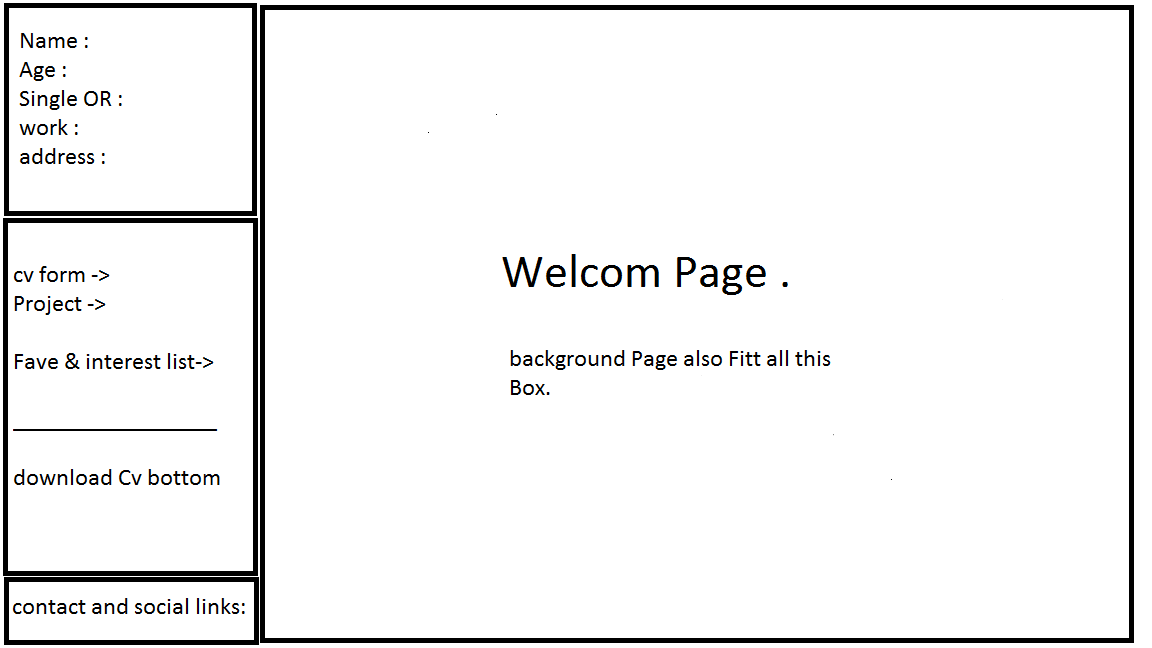 Name :
Age :
Single OR :
work :
address :
cv form ->
Project ->
Fave & interest list->
download Cv bottom
contact and social links:
Welcom Page .
background Page also Fitt all this
Box.